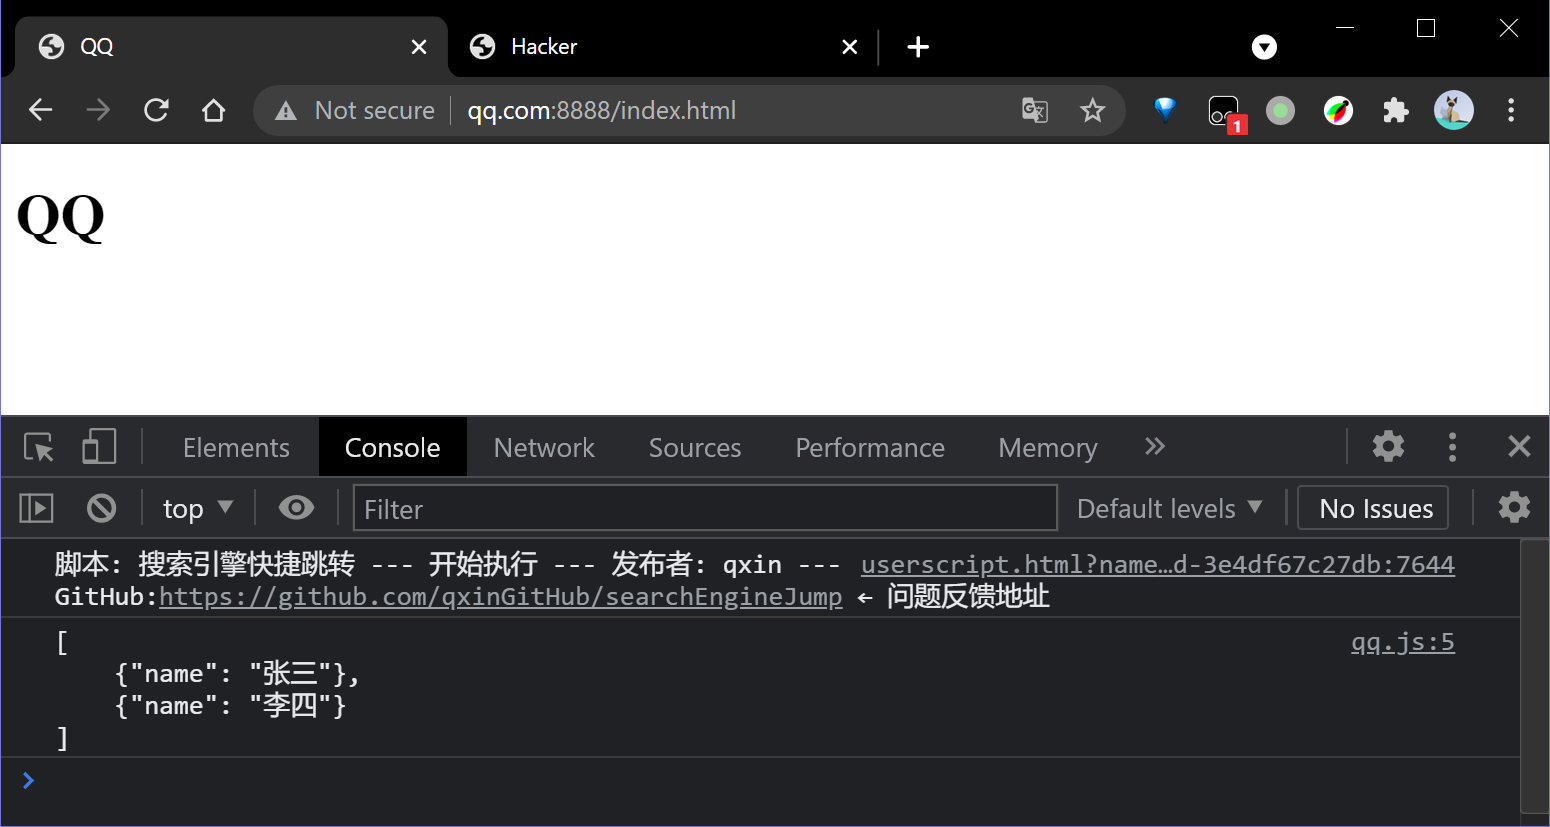 QQ
Hacker
Not secure
qq.com:8888/index.html
1
QQ
Elements
Console
Network
Sources
Performance
Memory
top
Filter
Default levels
No Issues
脚本: 搜索引擎快捷跳转 --- 开始执行 --- 发布者: qxin --- userscript.html?name…d-3e4df67c27db:7644
GitHub:https://github.com/qxinGitHub/searchEngineJump ← 问题反馈地址
[ qq.js:5
{"name": "张三"},
{"name": "李四"}
]